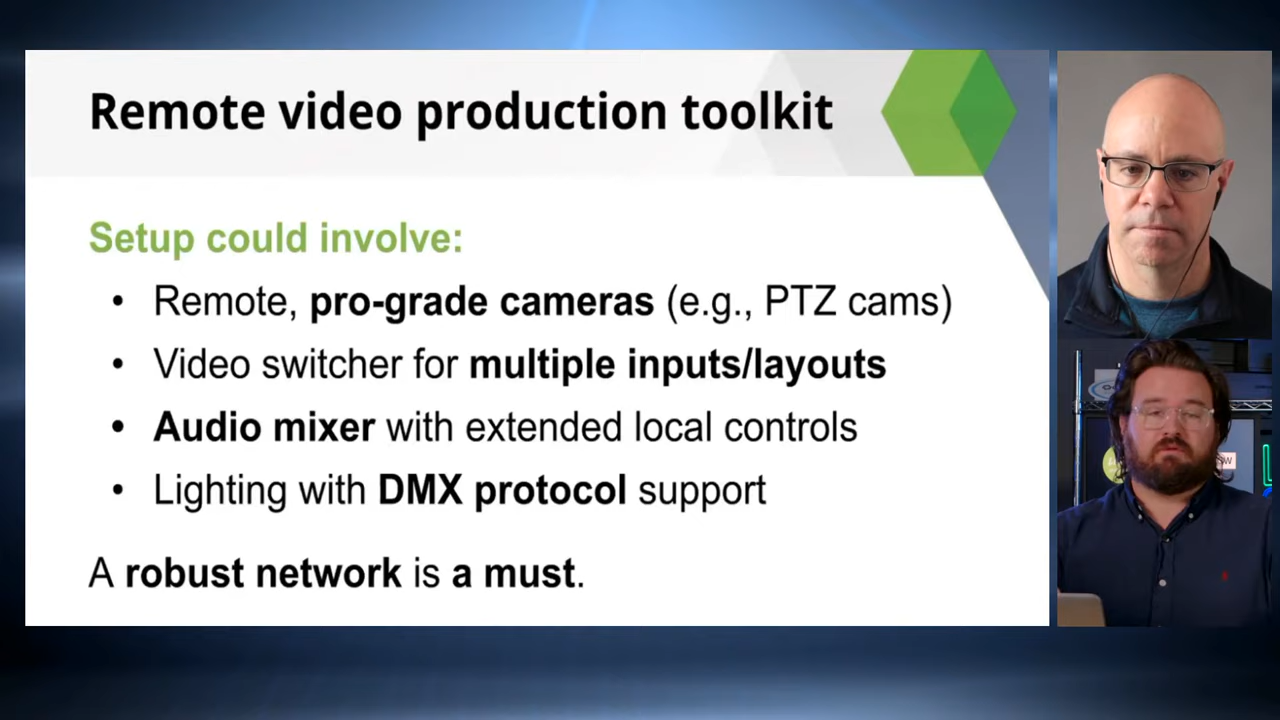 Remote video production toolkit
Setup could involve:
• Remote, pro-grade cameras (e.g., PTZ cams)
• Video switcher for multiple inputs/layouts
• Audio mixer with extended local controls
• Lighting with DMX protocol support
A robust network is a must.